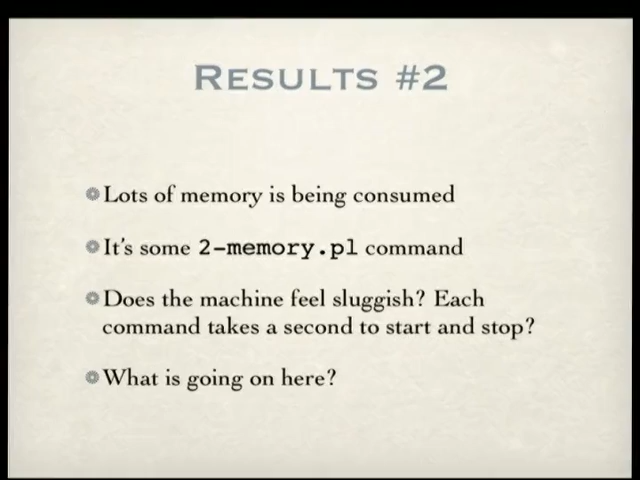 RESULTS #2
Lots of memory is being consumed
It's some 2-memory.pl command
Does the machine feel sluggish? Each
command takes a second to start and stop?
What is going on here?